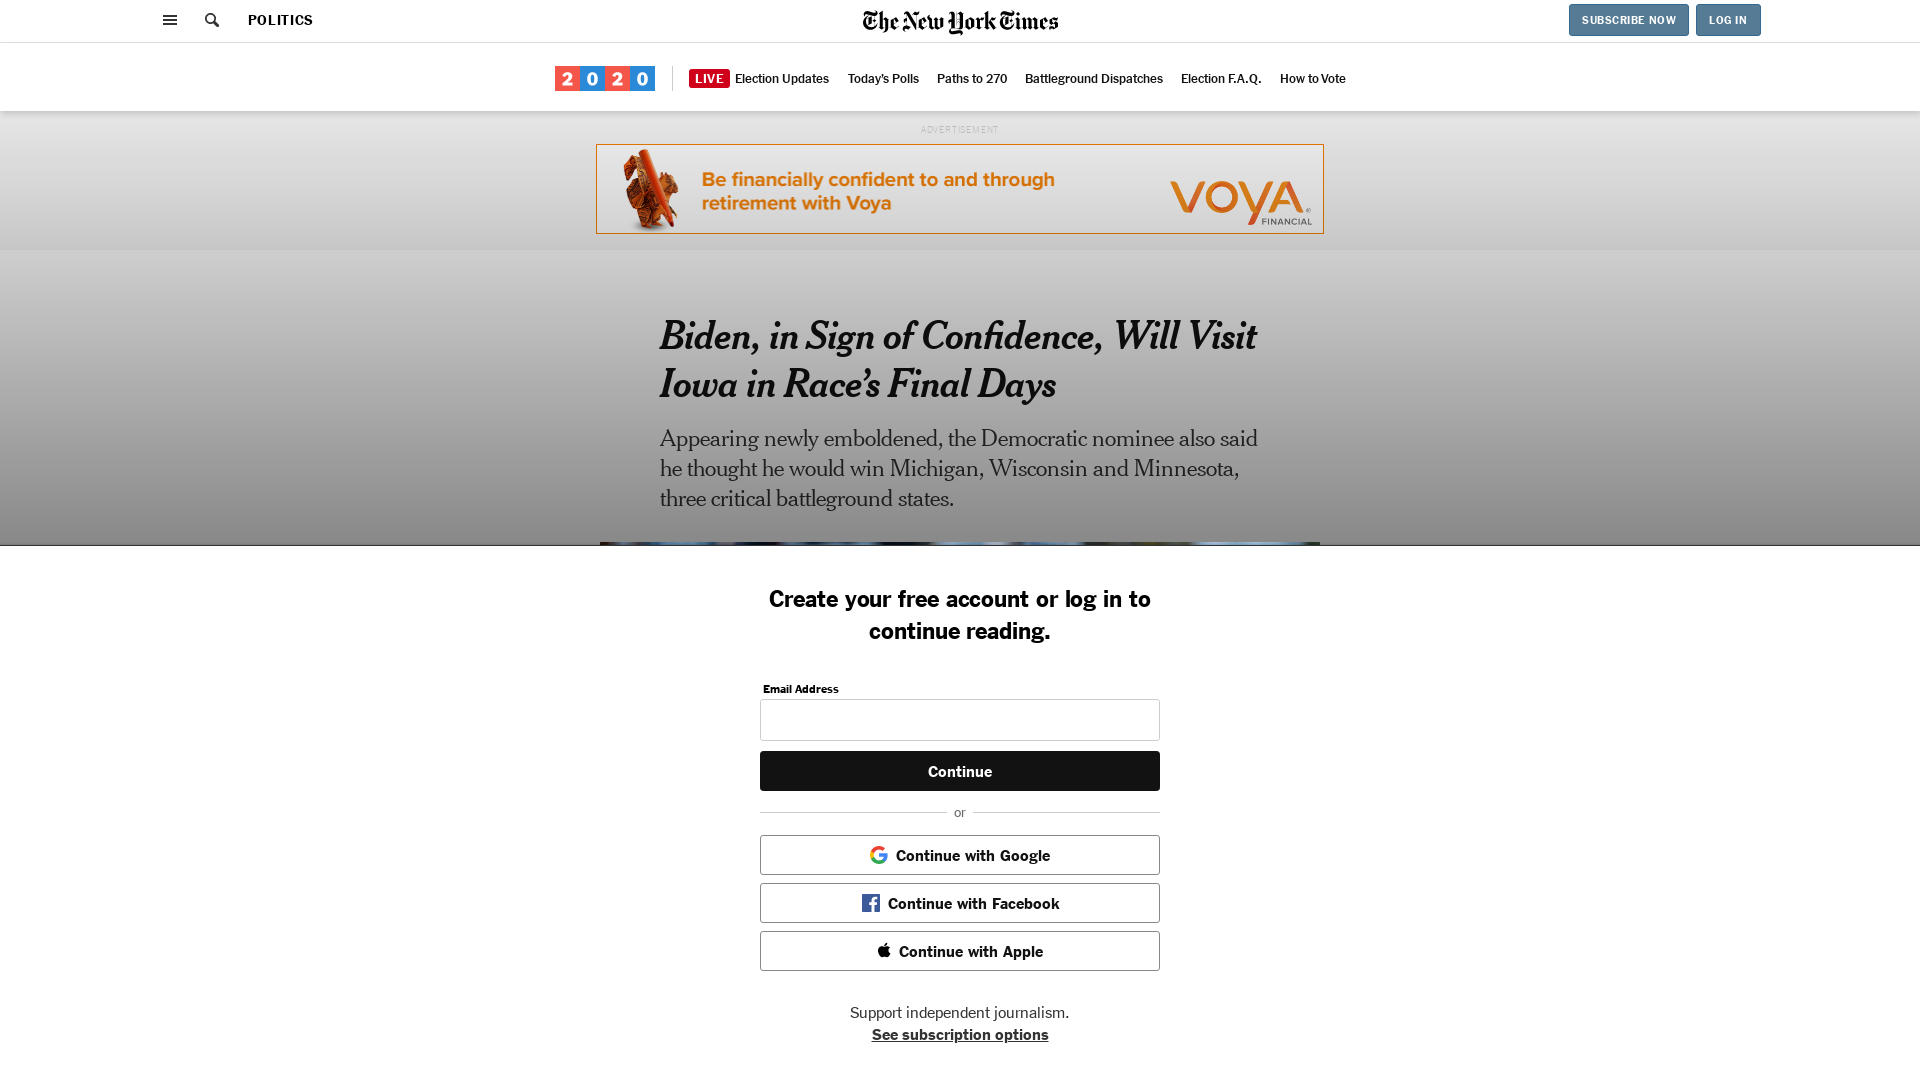 POLITICS
The New York Times
SUBSCRIBE NOW
LOG IN
2020
LIVE Election Updates
Today's Polls
Paths to 270
Battleground Dispatches
Election F.A.Q.
How to Vote
ADVERTISEMENT
Be financially confident to and through
retirement with Voya
VOYA
FINANCIAL
Biden, in Sign of Confidence, Will Visit
Iowa in Race’s Final Days
Appearing newly emboldened, the Democratic nominee also said
he thought he would win Michigan, Wisconsin and Minnesota,
three critical battleground states.
Create your free account or log in to
continue reading.
Email Address
Continue
or
Continue with Google
Continue with Facebook
Continue with Apple
Support independent journalism.
See subscription options